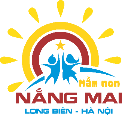 Mầm non
NẮNG MAI
LONG BIÊN - HÀ NỘI